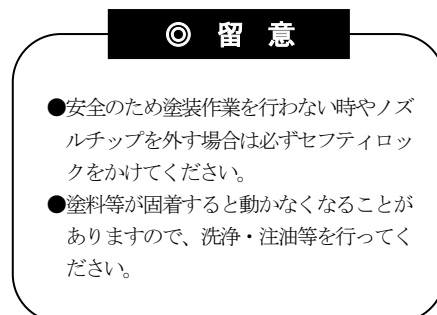 ◎ 留 意
●安全のため塗装作業を行わない時やノズ
ルチップを外す場合は必ずセフティロッ
クをかけてください。
●塗料等が固着すると動かなくなることが
ありますので、洗浄・注油等を行ってく
ださい。